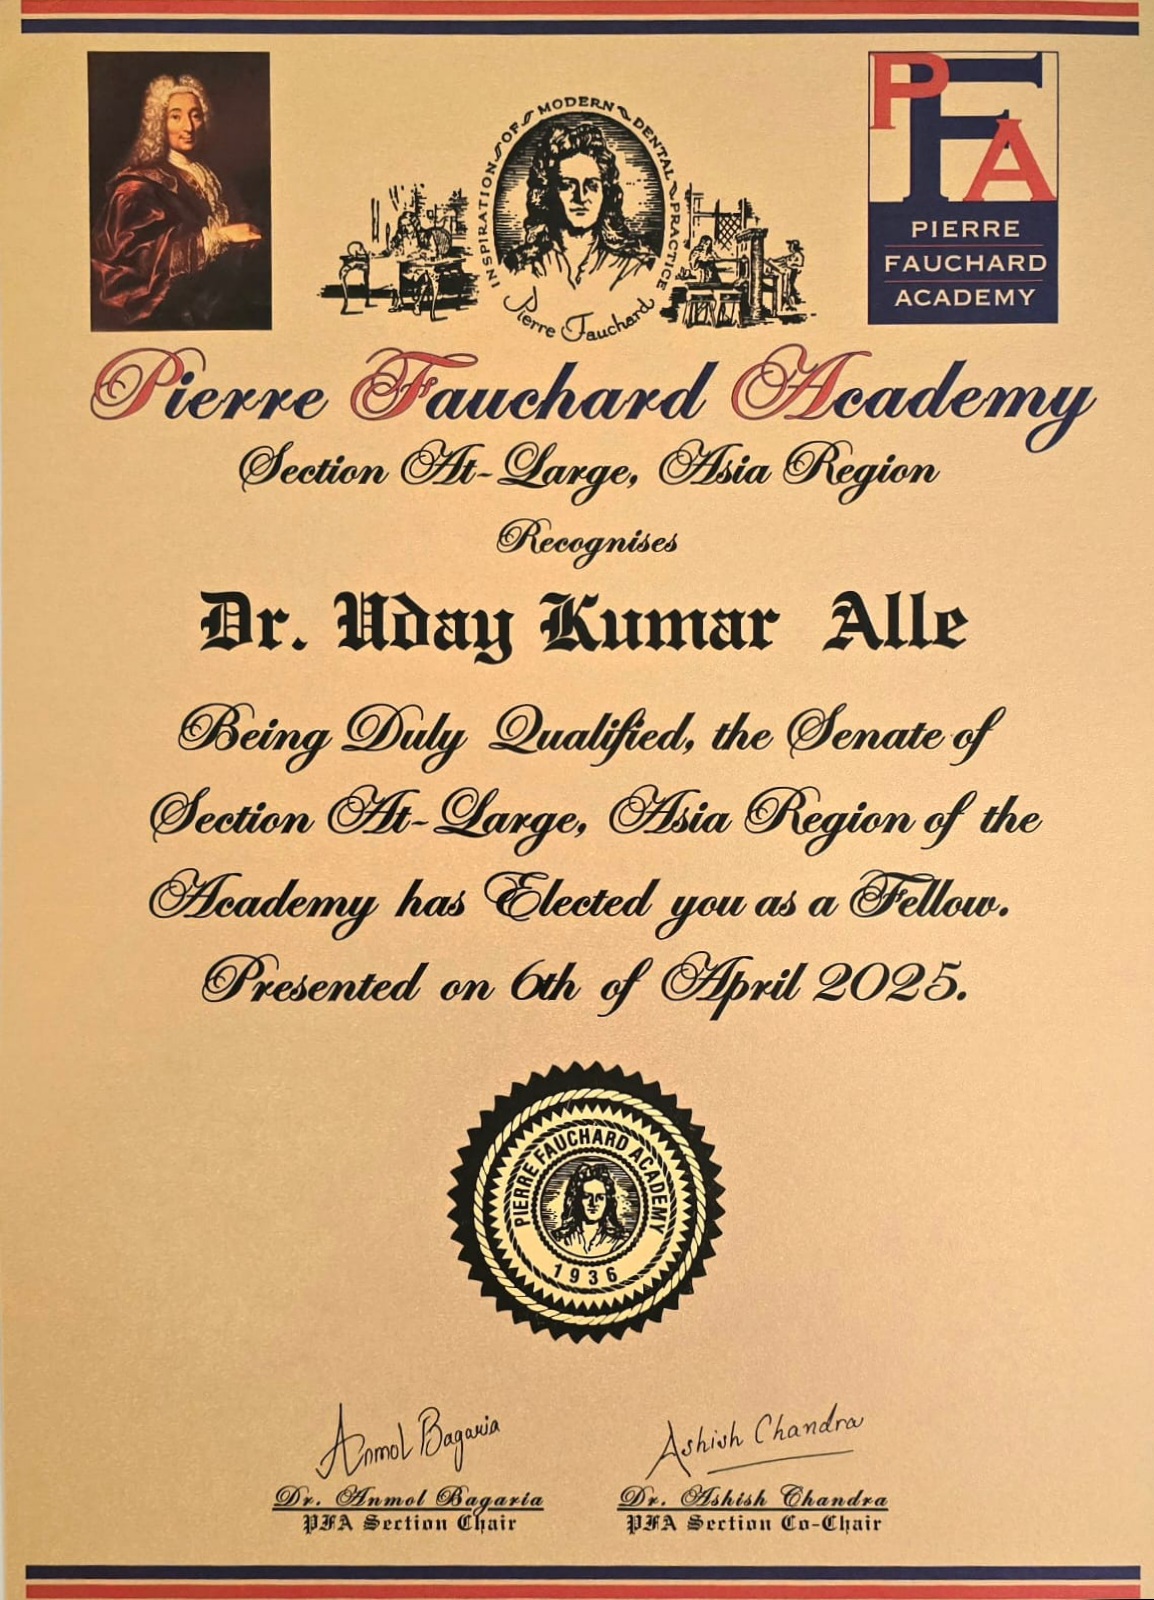 INSPIRATION OF MODERN DENTAL PRACTICE
Pierre Fauchard
PFA
PIERRE
FAUCHARD
ACADEMY
Pierre Fauchard Academy
Section At-Large, Asia Region
Recognises
Dr. Uday Kumar Alle
Being Duly Qualified, the Senate of
Section At-Large, Asia Region of the
Academy has Elected you as a Fellow.
Presented on 6th of April 2025.
PIERRE FAUCHARD ACADEMY
1936
Anmol Bagaria
Ashish Chandra
Dr. Anmol Bagaria
PFA Section Chair
Dr. Ashish Chandra
PFA Section Co-Chair